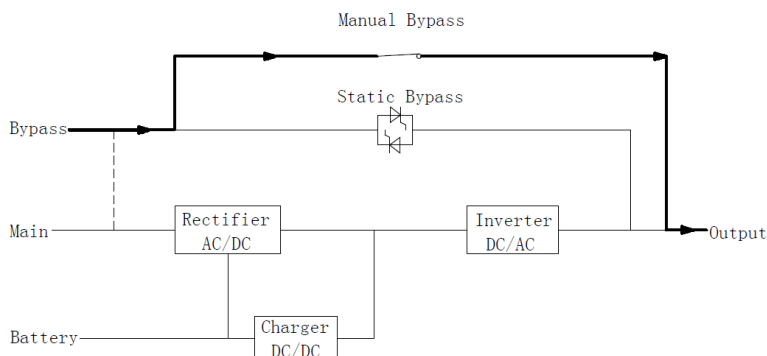 Manual Bypass
Static Bypass
Bypass
Main
Rectifier
AC/DC
Inverter
DC/AC
Output
Battery
Charger
DC/DC